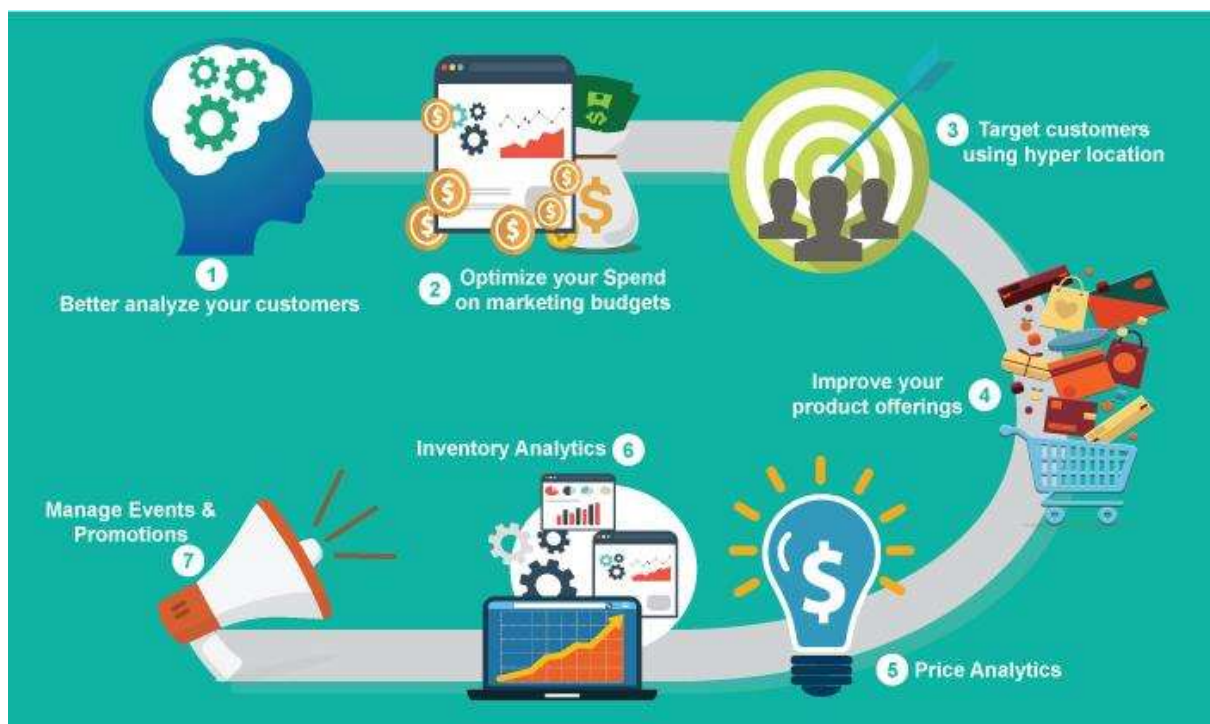 1
Better analyze your customers
2
Optimize your Spend
on marketing budgets
3
Target customers
using hyper location
Improve your
product offerings
4
5
Price Analytics
Inventory Analytics
6
Manage Events &
Promotions
7
$
$
$
$
$
$
$
$
$